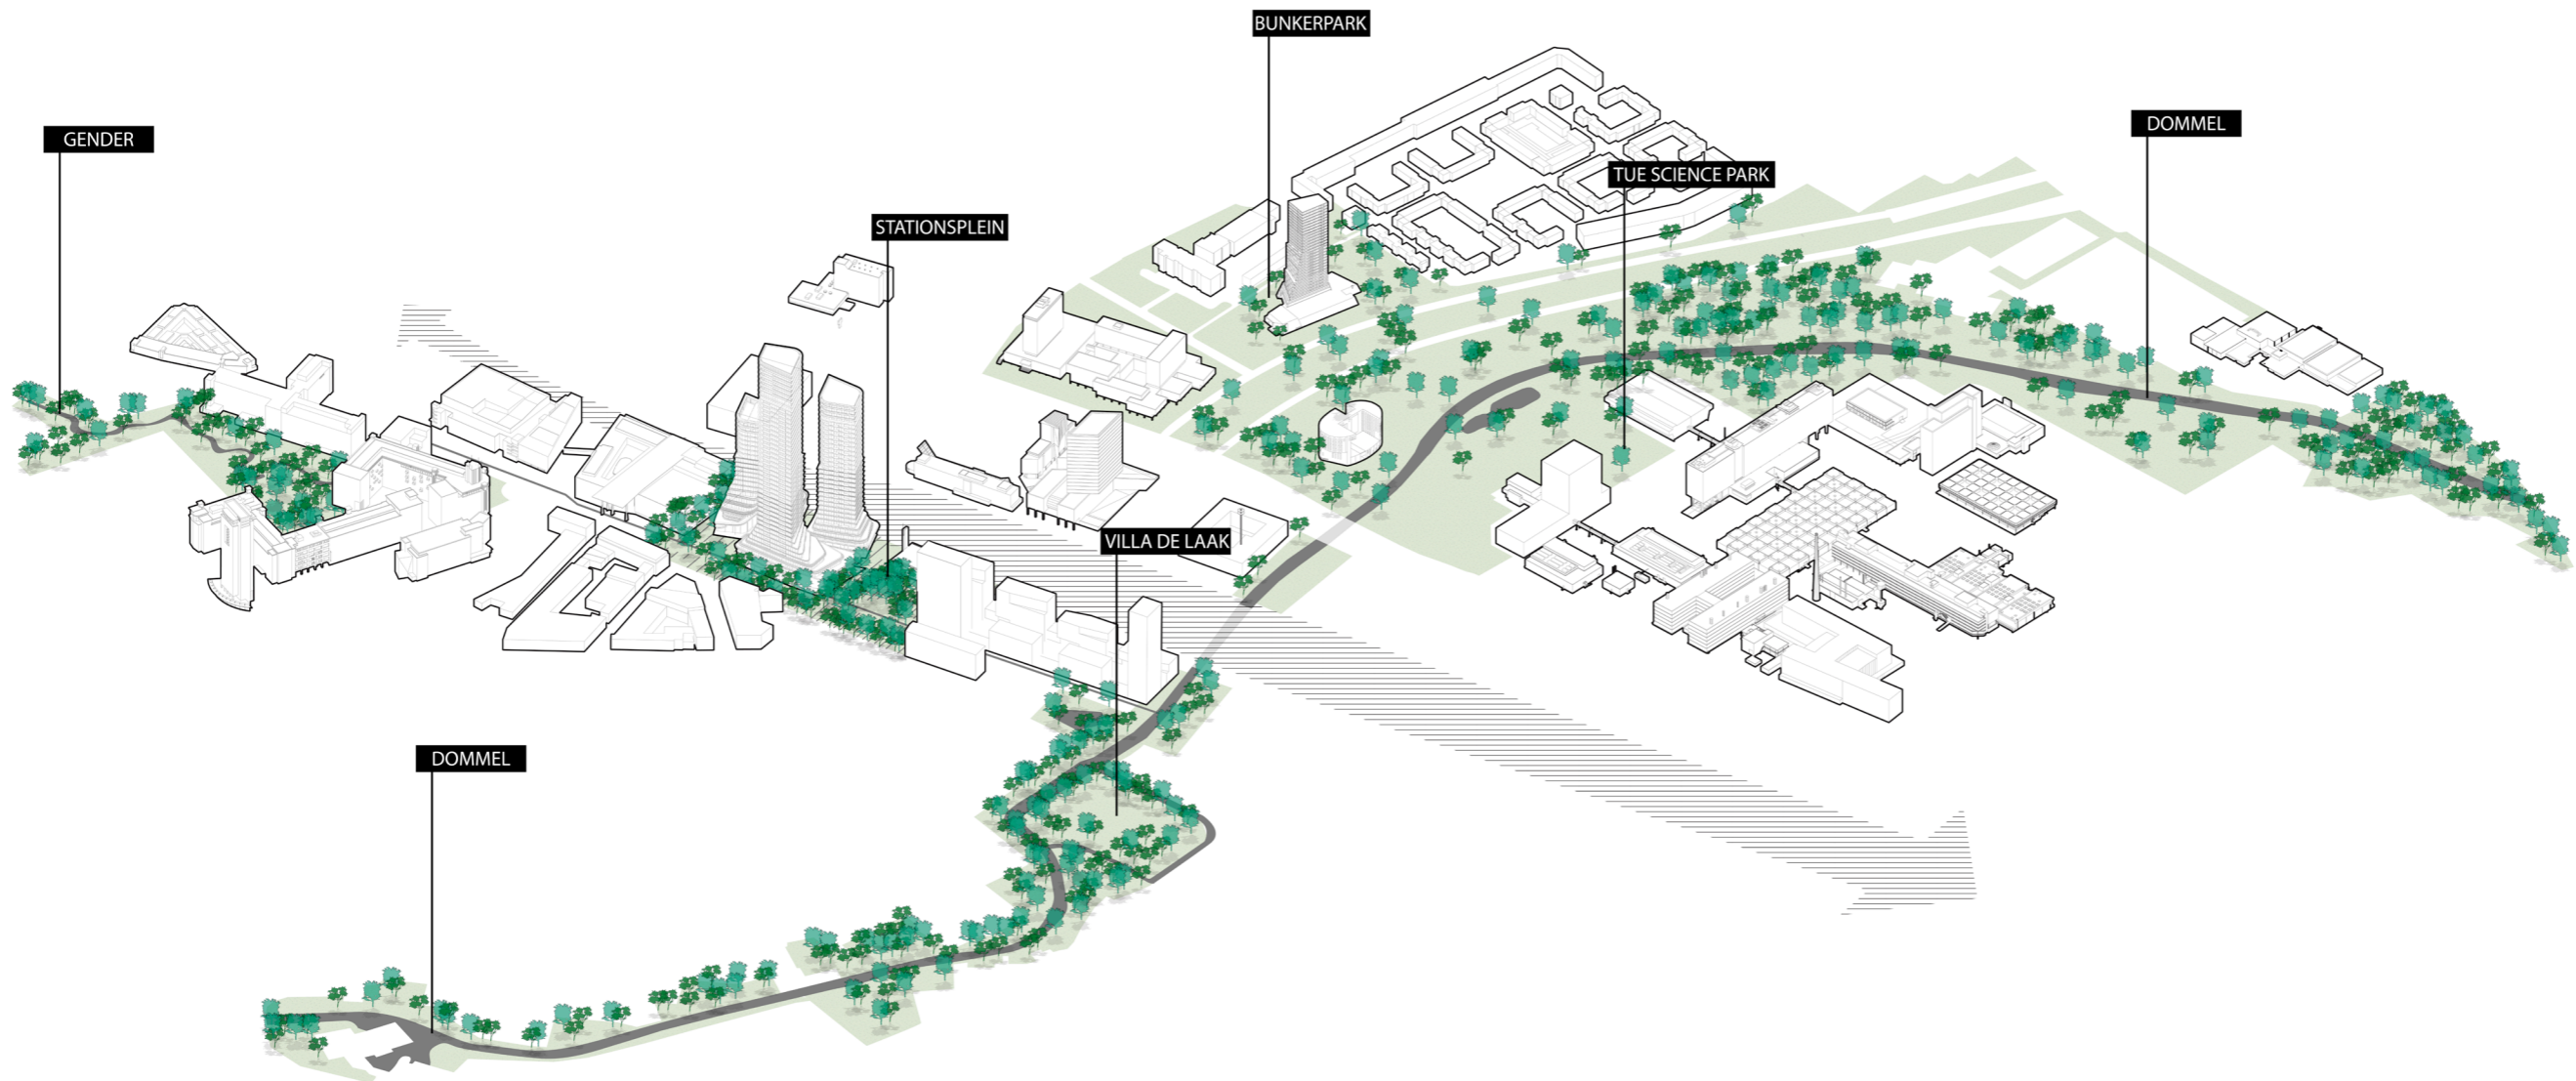 BUNKERPARK
DOMMEL
GENDER
TUE SCIENCE PARK
STATIONSPLEIN
VILLA DE LAAK
DOMMEL